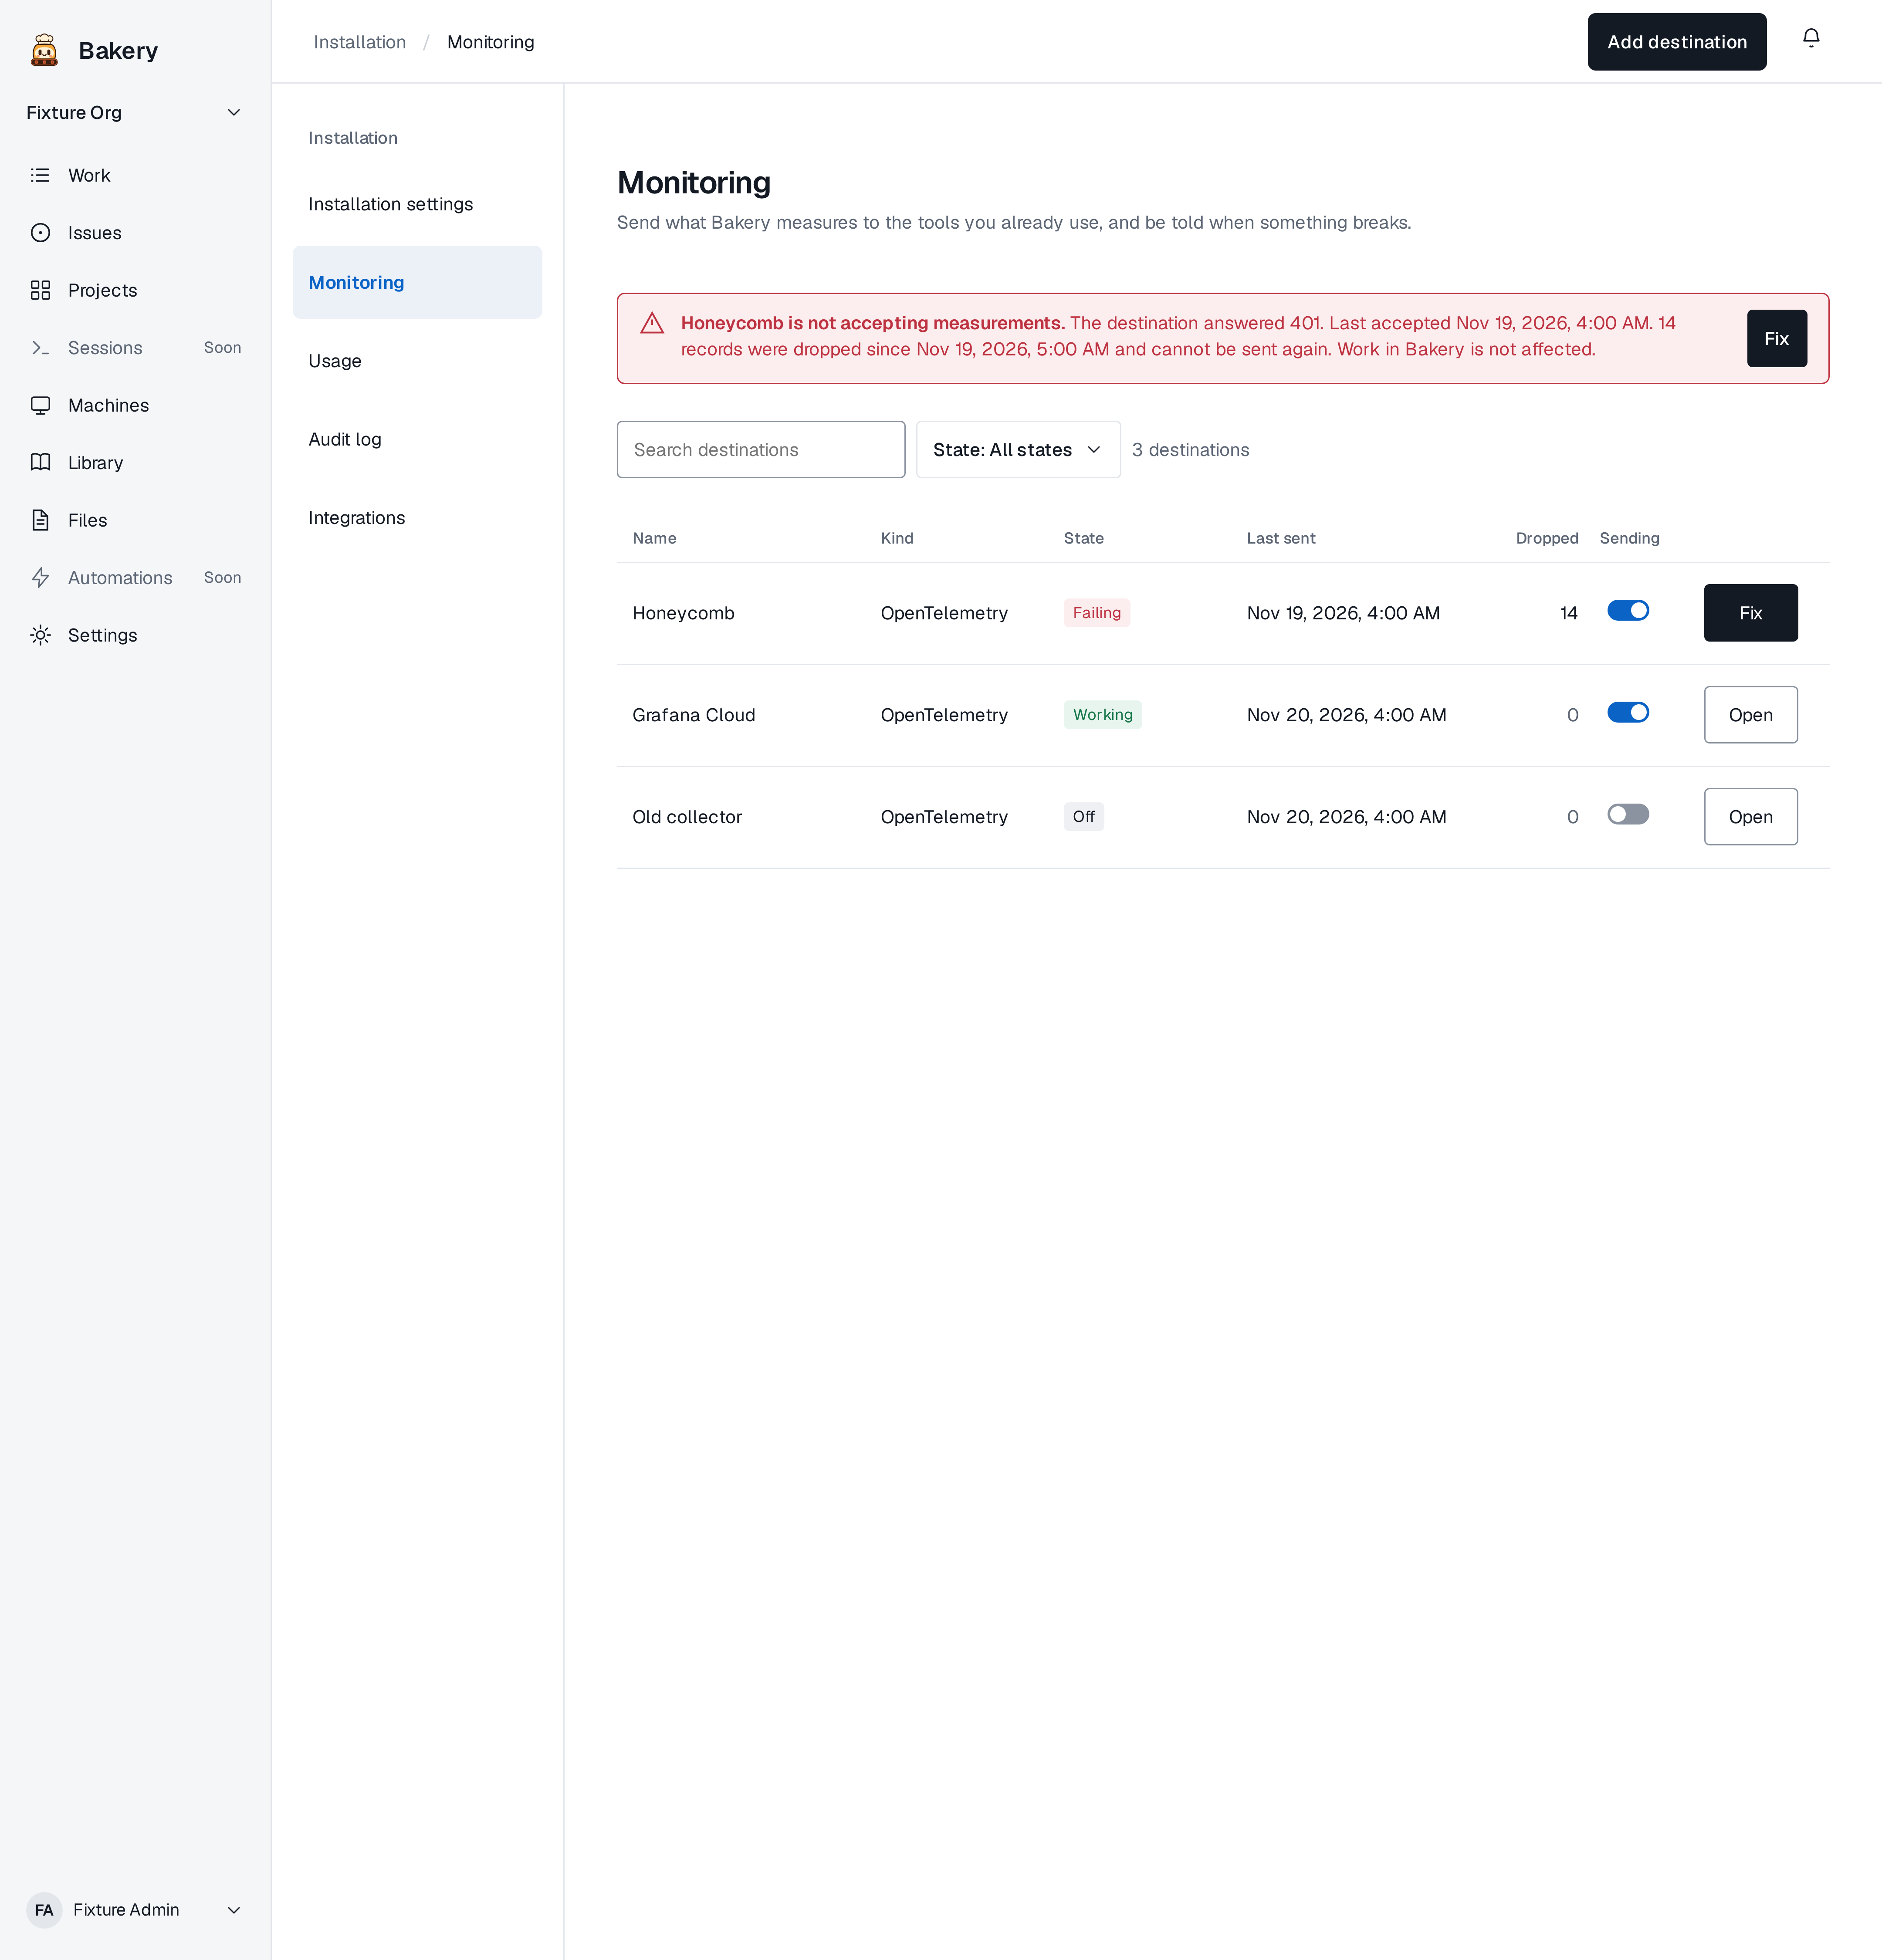 Bakery
Fixture Org
Work
Issues
Projects
Sessions Soon
Machines
Library
Files
Automations Soon
Settings
FA Fixture Admin
Installation / Monitoring
Add destination
Installation
Installation settings
Monitoring
Usage
Audit log
Integrations
Monitoring
Send what Bakery measures to the tools you already use, and be told when something breaks.
Honeycomb is not accepting measurements. The destination answered 401. Last accepted Nov 19, 2026, 4:00 AM. 14
records were dropped since Nov 19, 2026, 5:00 AM and cannot be sent again. Work in Bakery is not affected.
Fix
Search destinations State: All states 3 destinations
Name Kind State Last sent Dropped Sending
Honeycomb OpenTelemetry Failing Nov 19, 2026, 4:00 AM 14 Fix
Grafana Cloud OpenTelemetry Working Nov 20, 2026, 4:00 AM 0 Open
Old collector OpenTelemetry Off Nov 20, 2026, 4:00 AM 0 Open